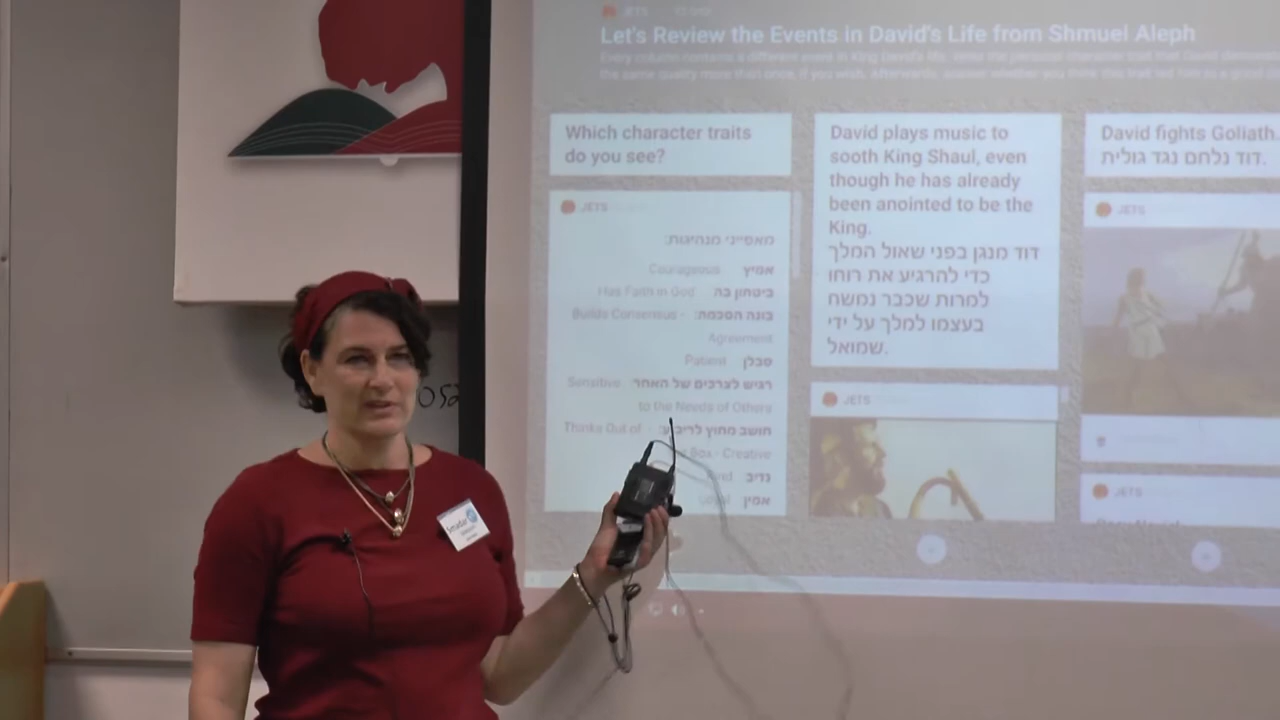 JETS
Let's Review the Events in David's Life from Shmuel Aleph
Which character traits
do you see?
JETS
מאפייני מנהיגות:
אמיץ Courageous
ביטחון בה Has Faith in God
בונה הסכמה: Builds Consensus -
Agreement
סבלן Patient
רגיש לצרכים של האחר Sensitive
to the Needs of Others
חושב מחוץ Thinks Out of
Box - Creative
נדיב
אמין
David plays music to
sooth King Shaul, even
though he has already
been anointed to be the
King.
דוד מנגן בפני שאול המלך
כדי להרגיע את רוחו
למרות שכבר נמשח
בעצמו למלך על ידי
שמואל.
JETS
David fights Goliath.
דוד נלחם נגד גולית.
JETS
JETS
052
Smadar